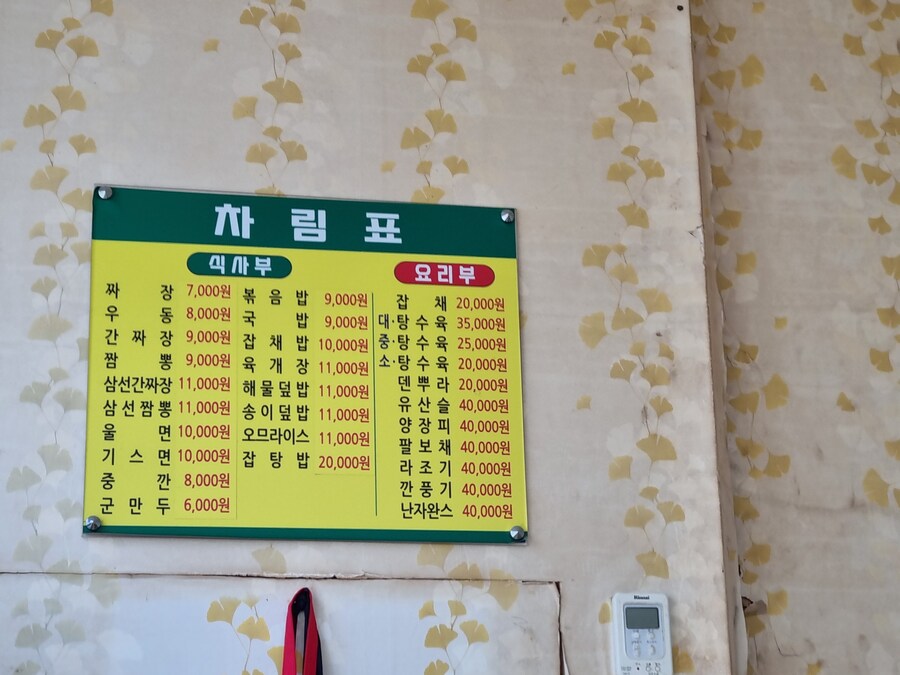 차림표
식사부
짜장 7,000원
우동 8,000원
간짜장 9,000원
짬뽕 9,000원
삼선간짜장 11,000원
삼선짬뽕 11,000원
울면 10,000원
기스면 10,000원
중깐 8,000원
군만두 6,000원
볶음밥 9,000원
국밥 9,000원
잡채밥 10,000원
육개장 11,000원
해물덮밥 11,000원
송이덮밥 11,000원
오므라이스 11,000원
잡탕밥 20,000원
요리부
잡채 20,000원
대·탕수육 35,000원
중·탕수육 25,000원
소·탕수육 20,000원
덴뿌라 20,000원
유산슬 40,000원
양장피 40,000원
팔보채 40,000원
라조기 40,000원
깐풍기 40,000원
난자완스 40,000원
Rinnai